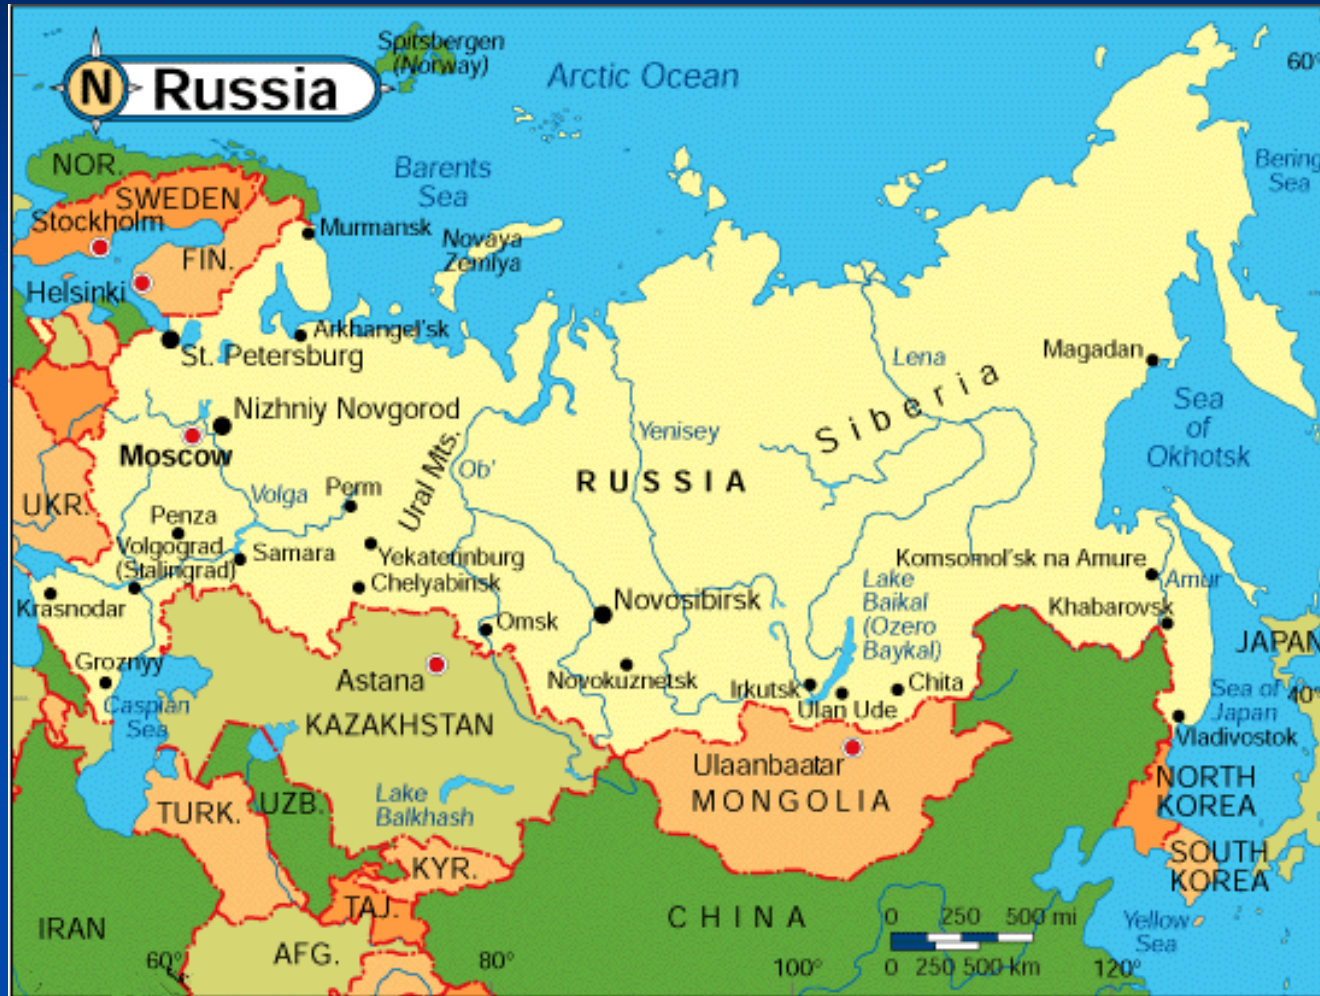 Spitsbergen
(Norway)
Arctic Ocean
60°
N
Russia
NOR.
Barents
Sea
Bering
Sea
SWEDEN
Stockholm
Murmansk
Novaya
Zemlya
FIN.
Helsinki
Arkhangel'sk
St. Petersburg
Lena
Magadan
Siberia
Sea
of
Okhotsk
Nizhniy Novgorod
Moscow
Yenisey
Ural Mts.
Ob'
RUSSIA
UKR.
Volga
Perm
Penza
Volgograd
(Stalingrad)
Samara
Yekaterinburg
Chelyabinsk
Komsomol'sk na Amure
Amur
Krasnodar
Novosibirsk
Lake
Baikal
(Ozero
Baykal)
Khabarovsk
Omsk
JAPAN
Groznyy
Astana
Novokuznetsk
Irkutsk
Chita
Ulan Ude
Sea of
Japan
40°
Caspian
Sea
KAZAKHSTAN
Vladivostok
Ulaanbaatar
MONGOLIA
NORTH
KOREA
TURK.
UZB.
Lake
Balkhash
SOUTH
KOREA
KYR.
TAJ.
CHINA
0 250 500 mi
0 250 500 km
Yellow
Sea
IRAN
AFG.
60°
80°
100°
120°